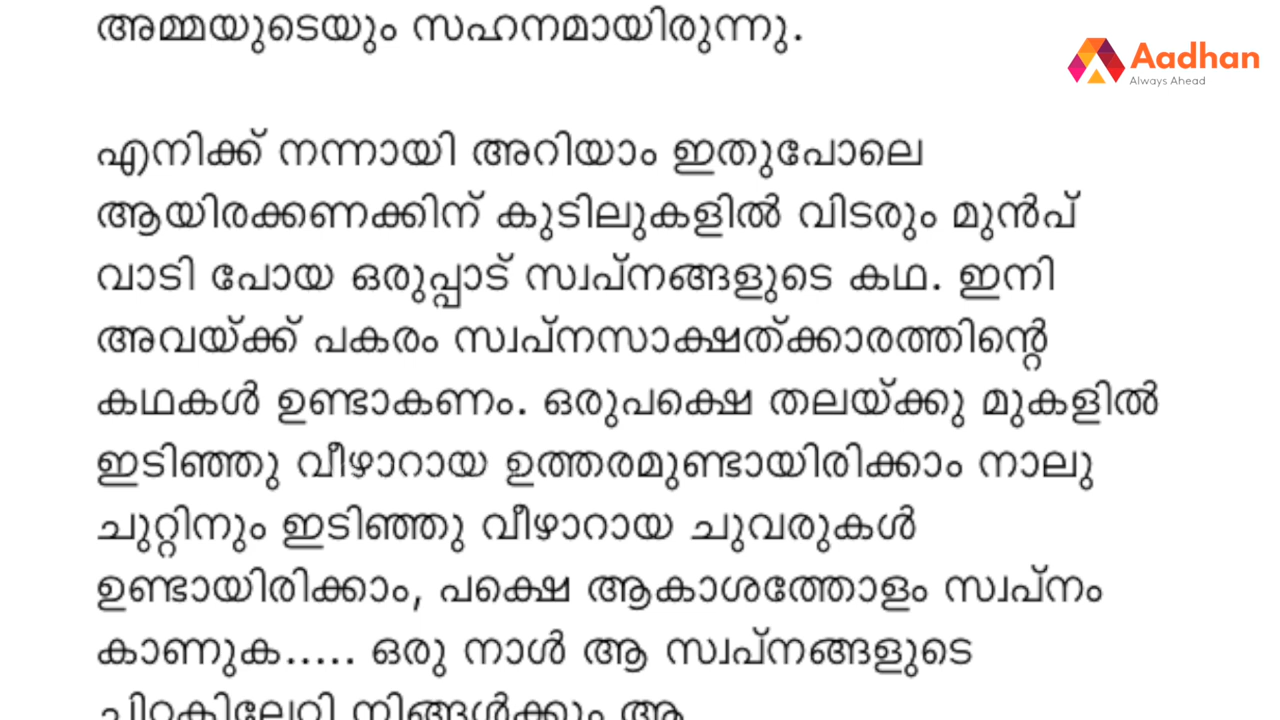 അമ്മയുടെയും സഹനമായിരുന്നു.
Aadhan
Always Ahead
എനിക്ക് നന്നായി അറിയാം ഇതുപോലെ
ആയിരക്കണക്കിന് കുടിലുകളിൽ വിടരും മുൻപ്
വാടി പോയ ഒരുപ്പാട് സ്വപ്നങ്ങളുടെ കഥ. ഇനി
അവയ്ക്ക് പകരം സ്വപ്നസാക്ഷത്ക്കാരത്തിന്റെ
കഥകൾ ഉണ്ടാകണം. ഒരുപക്ഷെ തലയ്ക്കു മുകളിൽ
ഇടിഞ്ഞു വീഴാറായ ഉത്തരമുണ്ടായിരിക്കാം നാലു
ചുറ്റിനും ഇടിഞ്ഞു വീഴാറായ ചുവരുകൾ
ഉണ്ടായിരിക്കാം, പക്ഷെ ആകാശത്തോളം സ്വപ്നം
കാണുക..... ഒരു നാൾ ആ സ്വപ്നങ്ങളുടെ
ചിറകിലേറി നിങ്ങൾക്കും ആ